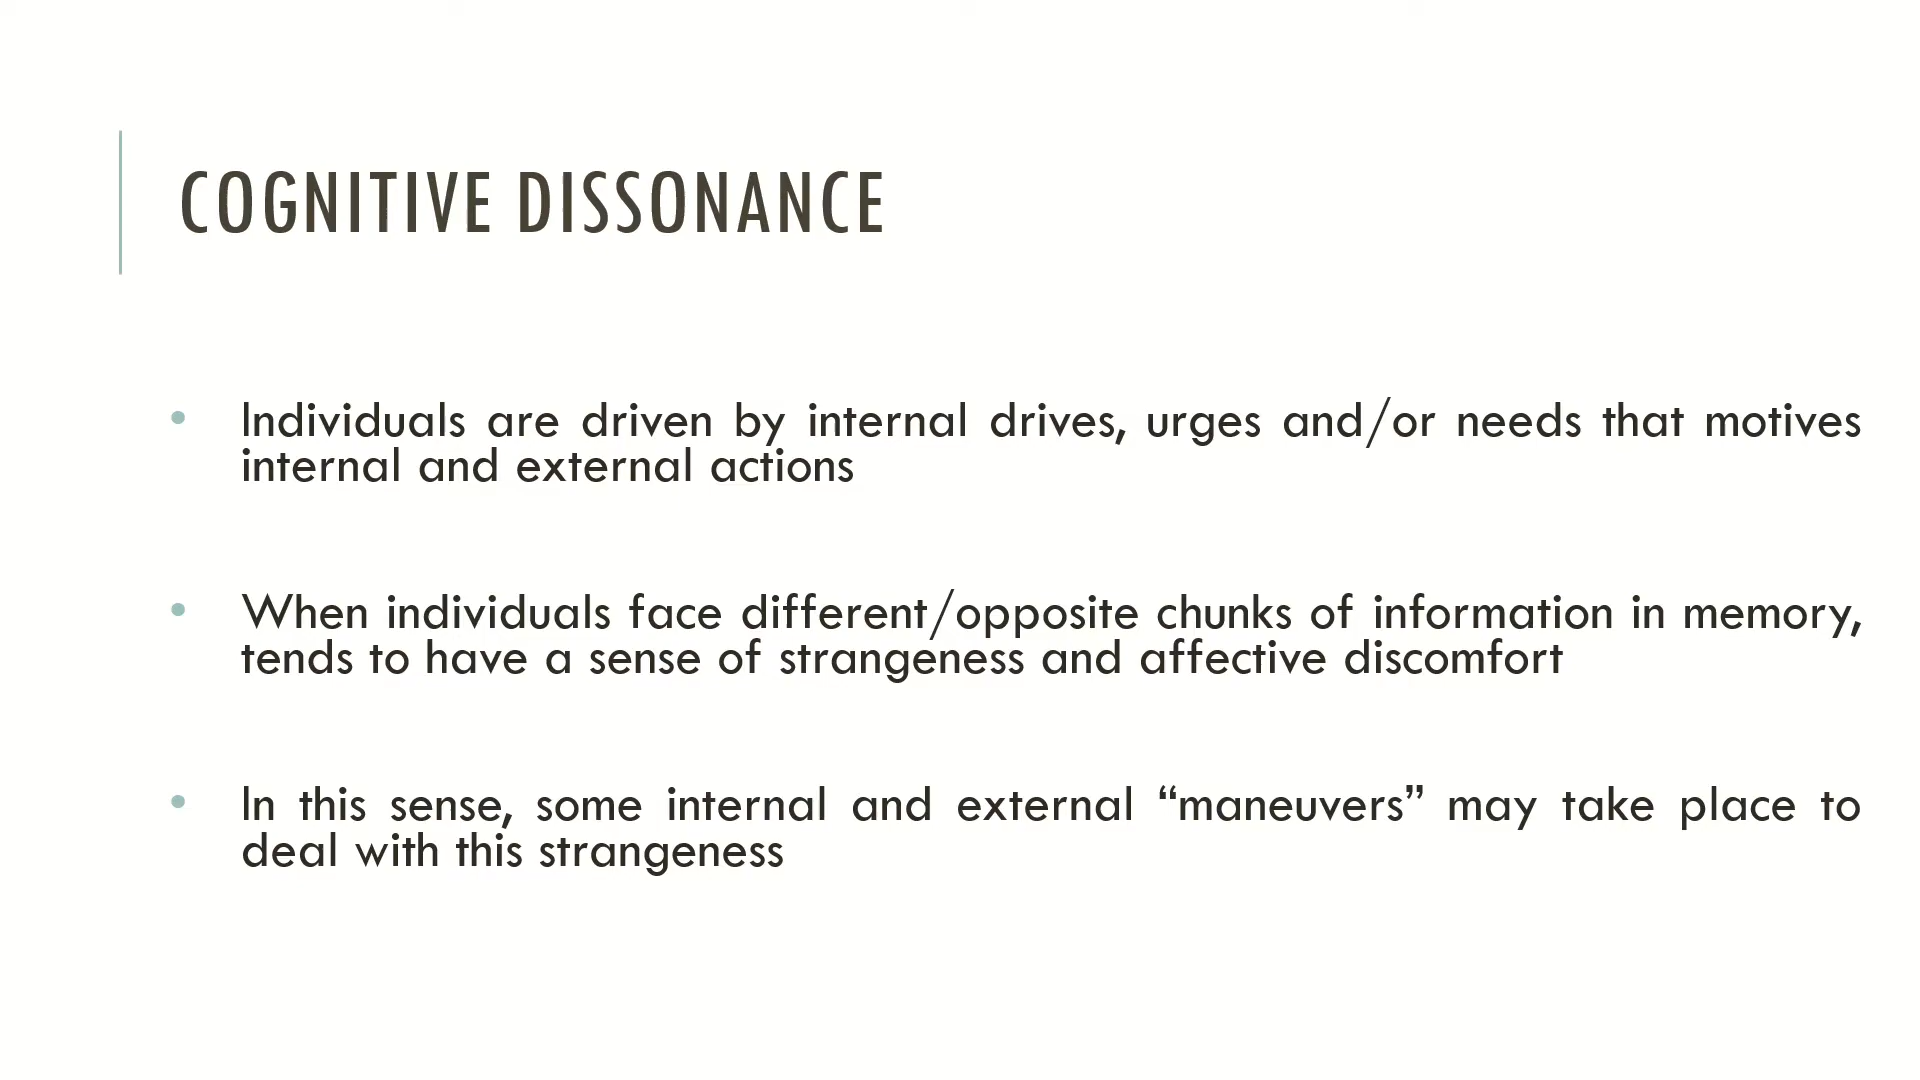 COGNITIVE DISSONANCE
• Individuals are driven by internal drives, urges and/or needs that motives
internal and external actions
• When individuals face different/opposite chunks of information in memory,
tends to have a sense of strangeness and affective discomfort
• In this sense, some internal and external “maneuvers” may take place to
deal with this strangeness